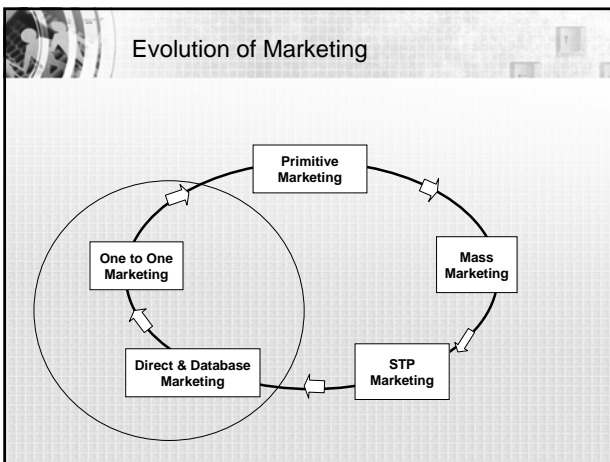 Evolution of Marketing
Primitive
Marketing
Mass
Marketing
STP
Marketing
Direct & Database
Marketing
One to One
Marketing